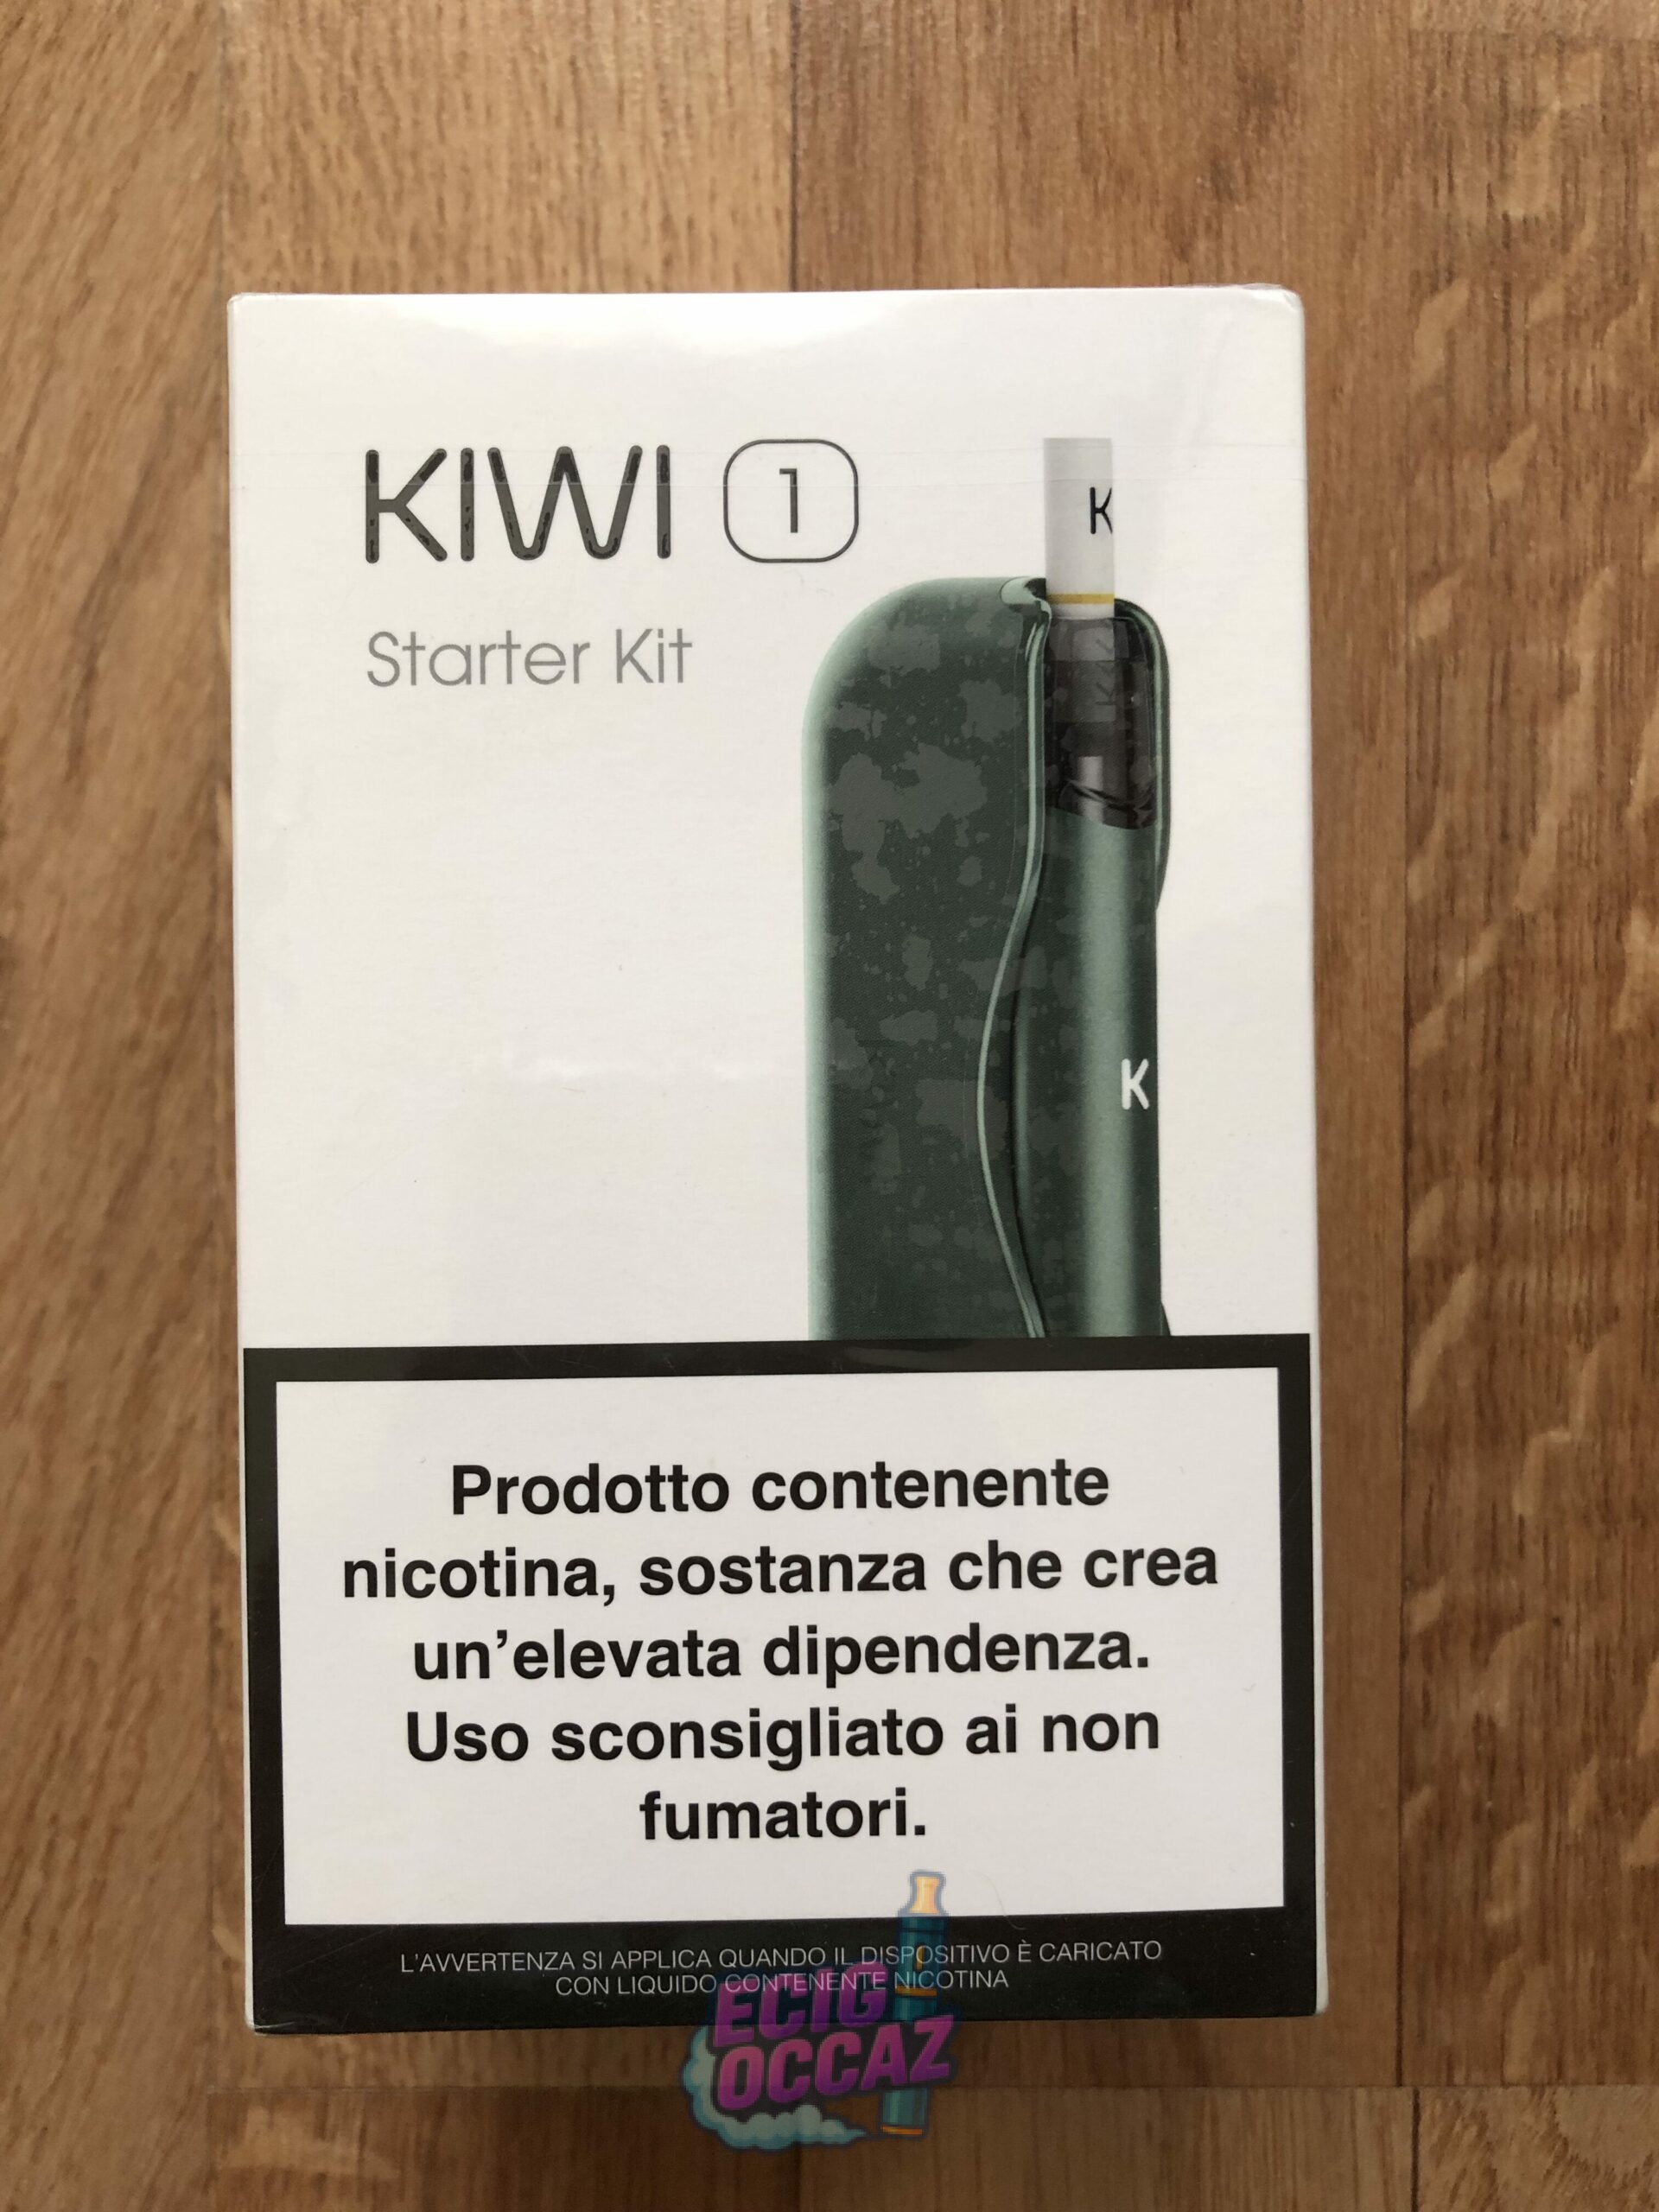 KIWI 1
Starter Kit
K
K
Prodotto contenente
nicotina, sostanza che crea
un’elevata dipendenza.
Uso sconsigliato ai non
fumatori.
L'AVVERTENZA SI APPLICA QUANDO IL DISPOSITIVO È CARICATO
CON LIQUIDO CONTENENTE NICOTINA
ECIG
OCCAZ